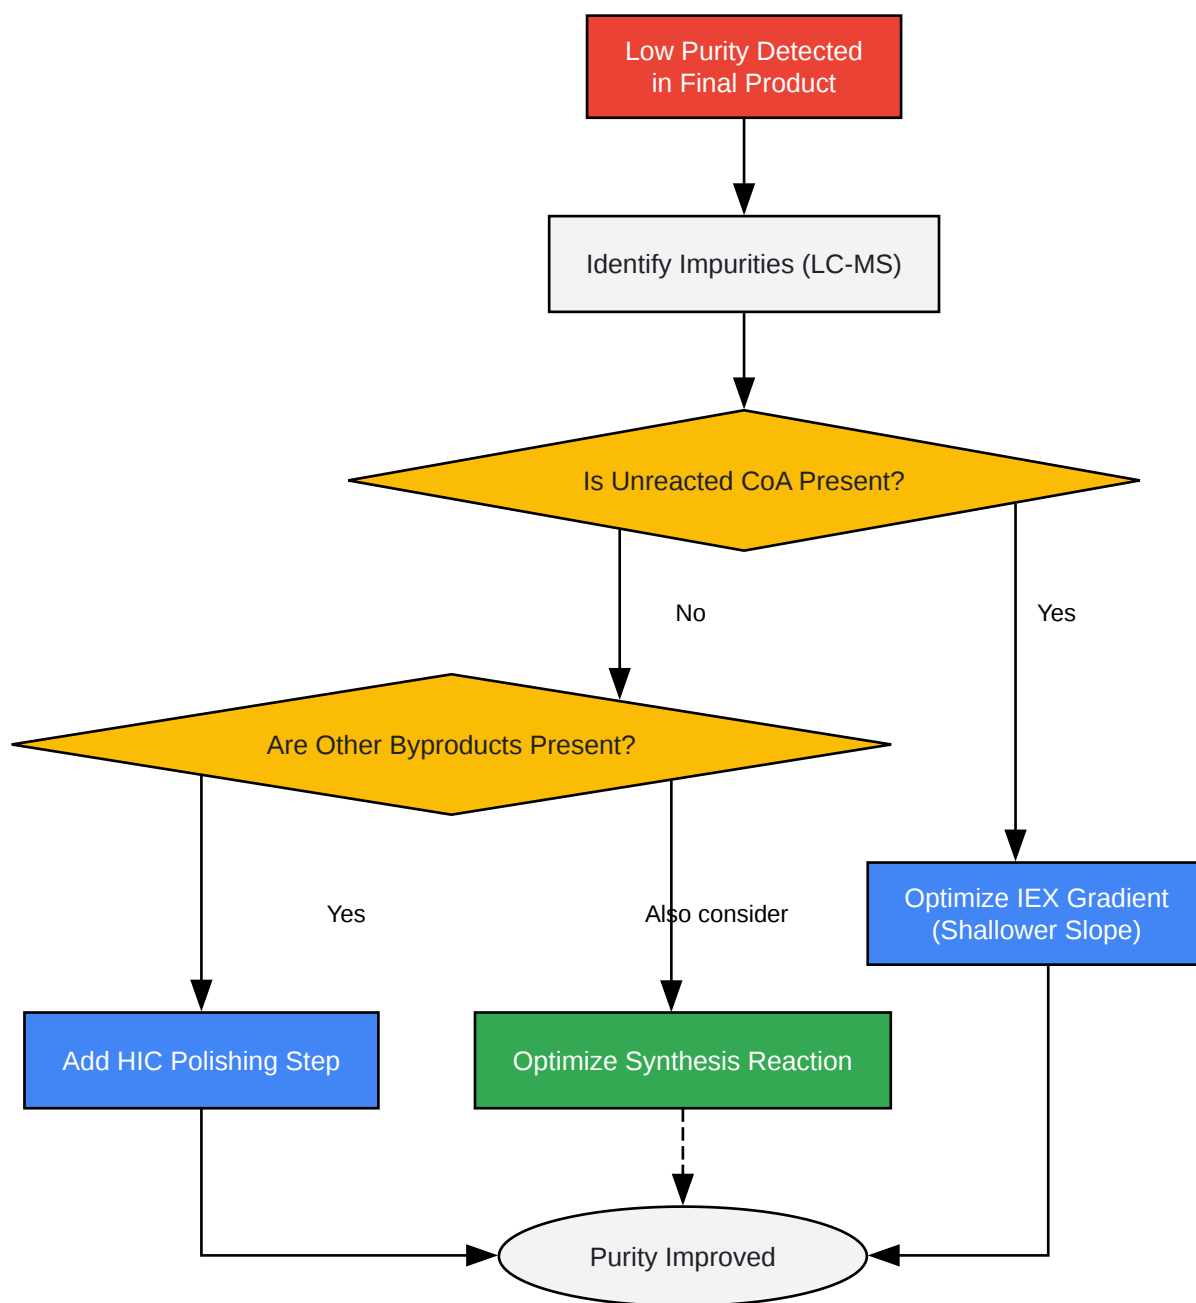 Low Purity Detected
in Final Product
Identify Impurities (LC-MS)
Is Unreacted CoA Present?
No
Yes
Are Other Byproducts Present?
Optimize IEX Gradient
(Shallower Slope)
Yes
Also consider
Add HIC Polishing Step
Optimize Synthesis Reaction
Purity Improved